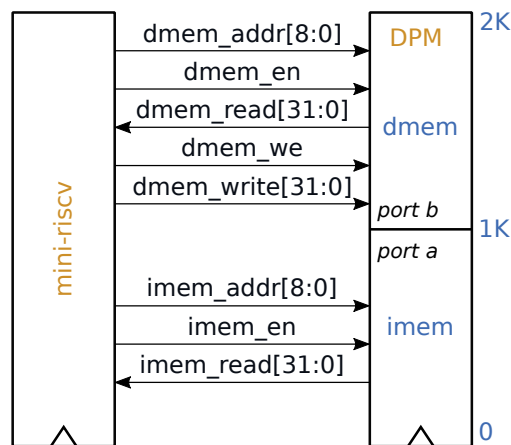 mini-riscv
dmem_addr[8:0]
dmem_en
dmem_read[31:0]
dmem_we
dmem_write[31:0]
imem_addr[8:0]
imem_en
imem_read[31:0]
DPM
dmem
port b
port a
imem
2K
1K
0